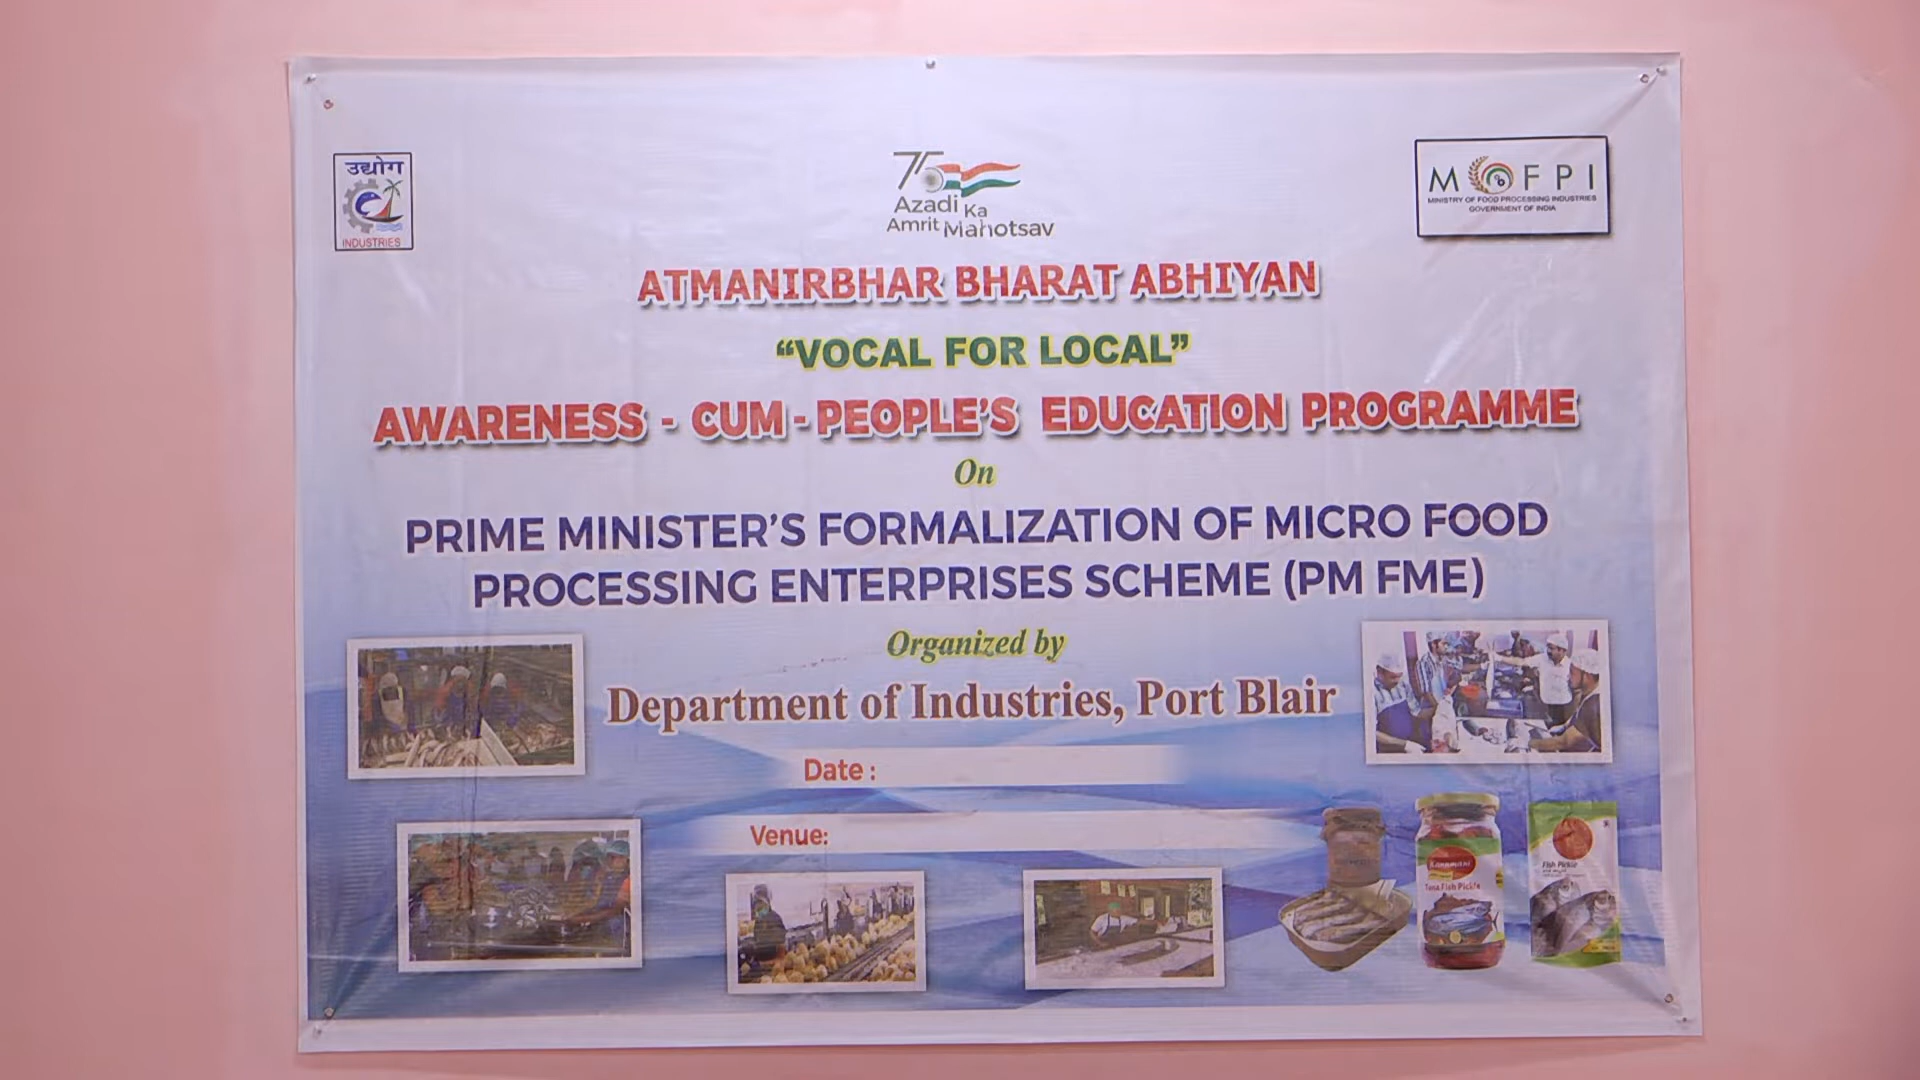 उद्योग
INDUSTRIES
75
Azadi Ka
Amrit Mahotsav
MOFPI
MINISTRY OF FOOD PROCESSING INDUSTRIES
GOVERNMENT OF INDIA
ATMANIRBHAR BHARAT ABHIYAN
“VOCAL FOR LOCAL”
AWARENESS - CUM - PEOPLE’S EDUCATION PROGRAMME
On
PRIME MINISTER’S FORMALIZATION OF MICRO FOOD
PROCESSING ENTERPRISES SCHEME (PM FME)
Organized by
Department of Industries, Port Blair
Date :
Venue:
Kannmani
Tuna Fish Pickle
Fish Pickle